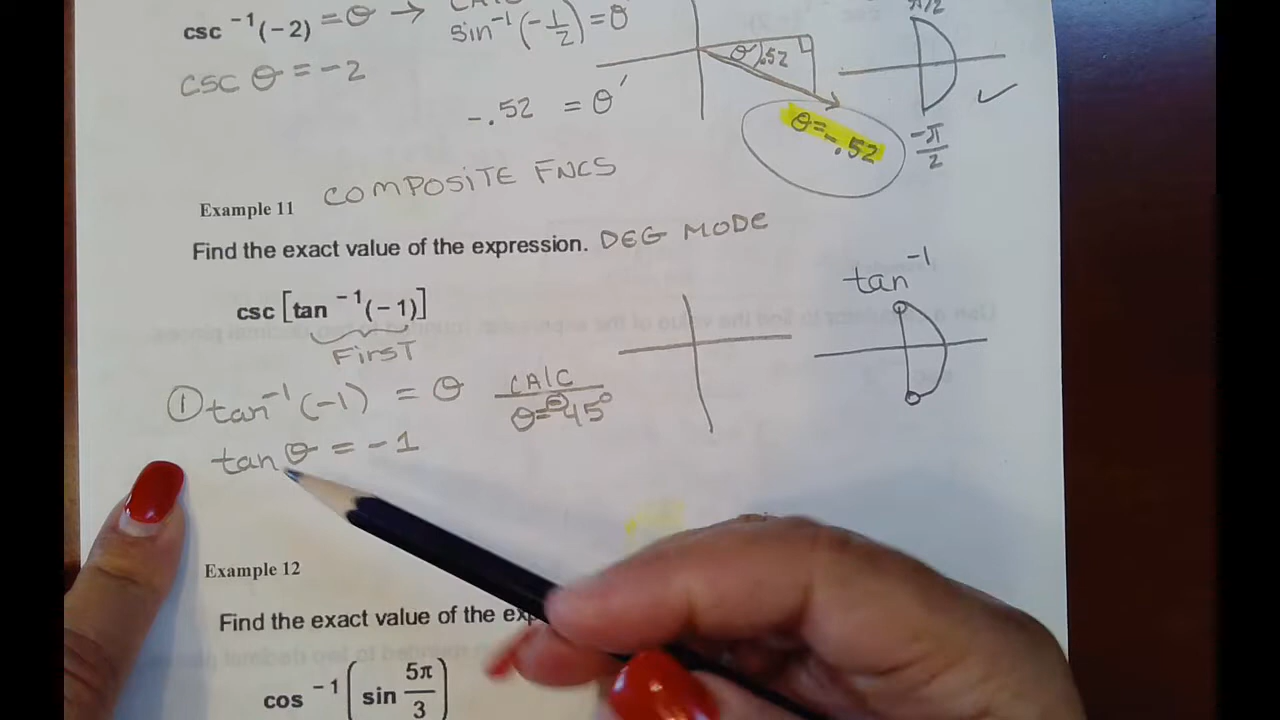 csc ⁻¹(-2) = θ →
sin⁻¹(-1/2) = θ'
csc θ = -2
-.52 = θ'
θ' .52
θ = -.52
π/2
-π/2
Example 11 COMPOSITE FNCS
Find the exact value of the expression. DEG MODE
csc [tan ⁻¹(-1)]
FirsT
tan⁻¹
① tan⁻¹(-1) = θ CALC
θ = -45°
tan θ = -1
Example 12
Find the exact value of the
cos ⁻¹(sin 5π/3)